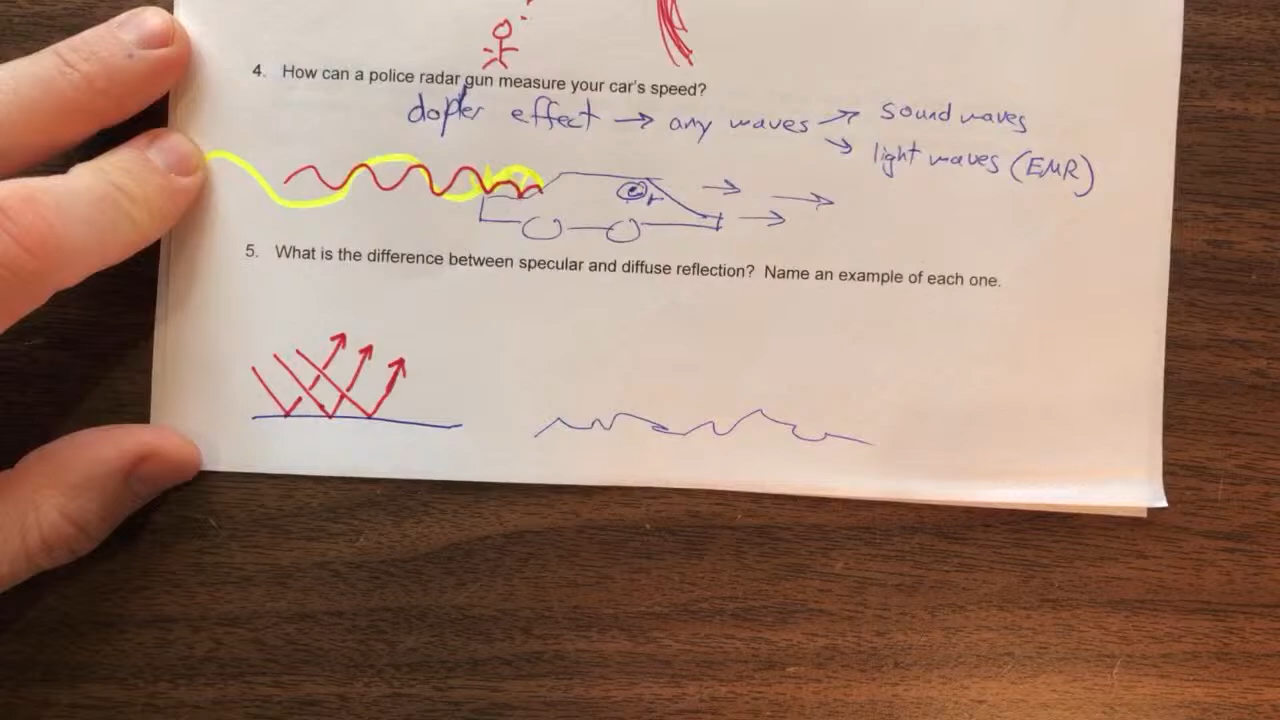 4. How can a police radar gun measure your car's speed?
dopler effect → any waves → sound waves
→ light waves (EMR)
5. What is the difference between specular and diffuse reflection? Name an example of each one.